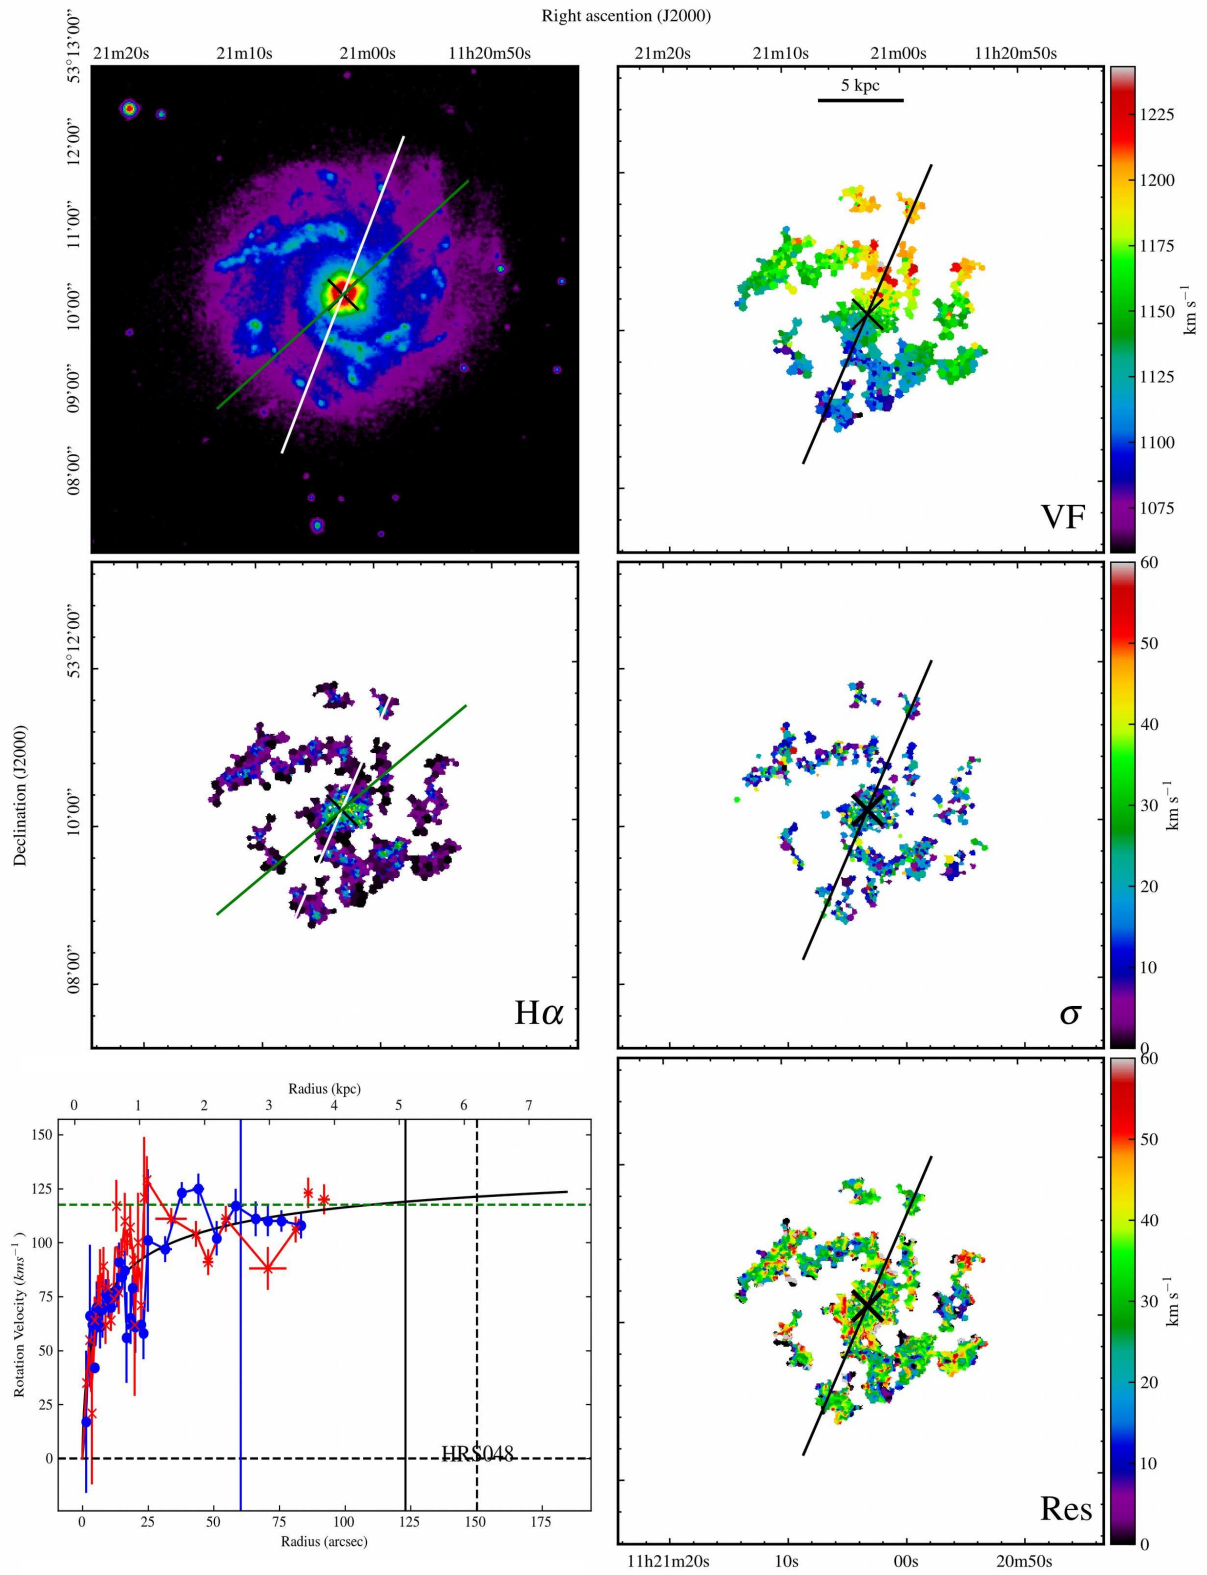 Right ascention (J2000)
21m20s 21m10s 21m00s 11h20m50s
21m20s 21m10s 21m00s 11h20m50s
53°13'00”
12'00”
11'00”
10'00”
09'00”
08'00”
5 kpc
VF
1225
1200
1175
1150
1125
1100
1075
km s⁻¹
Declination (J2000)
53°12'00”
10'00”
08'00”
Hα
σ
60
50
40
30
20
10
0
km s⁻¹
Radius (kpc)
0 1 2 3 4 5 6 7
Rotation Velocity (kms⁻¹ )
150
125
100
75
50
25
0
HRS048
0 25 50 75 100 125 150 175
Radius (arcsec)
Res
60
50
40
30
20
10
0
km s⁻¹
11h21m20s 10s 00s 20m50s